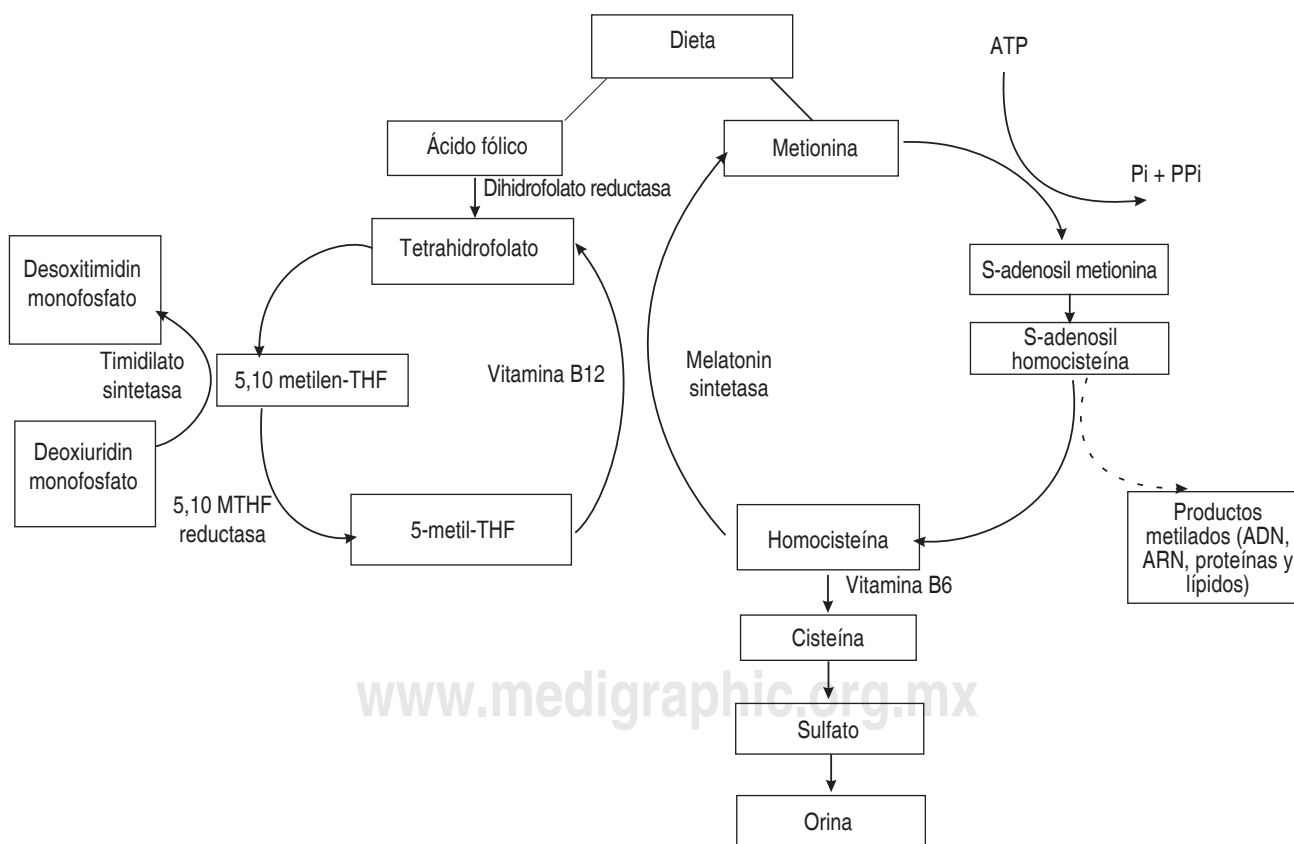 Dieta
ATP
Ácido fólico
Metionina
Pi + PPi
Dihidrofolato reductasa
Tetrahidrofolato
Desoxitimidin
monofosfato
S-adenosil metionina
S-adenosil
homocisteína
Timidilato
sintetasa
5,10 metilen-THF
Vitamina B12
Melatonin
sintetasa
Deoxiuridin
monofosfato
5,10 MTHF
reductasa
5-metil-THF
Homocisteína
Productos
metilados (ADN,
ARN, proteínas y
lípidos)
Vitamina B6
Cisteína
www.medigraphic.org.mx
Sulfato
Orina